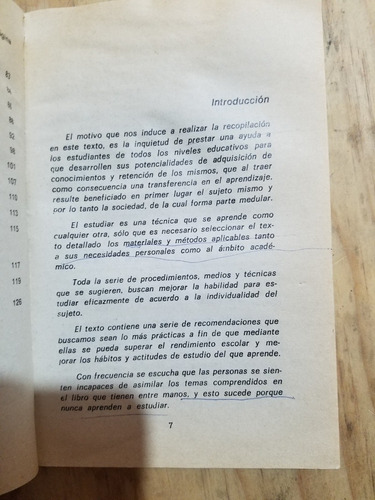 ágina
83
86
93
98
101
107
110
113
115
117
119
126
Introducción
El motivo que nos induce a realizar la recopilación
en este texto, es la inquietud de prestar una ayuda a
los estudiantes de todos los niveles educativos para
que desarrollen sus potencialidades de adquisición de
conocimientos y retención de los mismos, que al traer
como consecuencia una transferencia en el aprendizaje.
resulte beneficiado en primer lugar el sujeto mismo y
por lo tanto la sociedad, de la cual forma parte medular.
El estudiar es una técnica que se aprende como
cualquier otra, sólo que es necesario seleccionar el tex-
to detallado los materiales y métodos aplicables tanto
a sus necesidades personales como al ámbito acadé-
mico.
Toda la serie de procedimientos, medios y técnicas
que se sugieren, buscan mejorar la habilidad para es-
tudiar eficazmente de acuerdo a la individualidad del
sujeto.
El texto contiene una serie de recomendaciones que
buscamos sean lo más prácticas a fin de que mediante
ellas se pueda superar el rendimiento escolar y me-
jorar los hábitos y actitudes de estudio del que aprende.
Con frecuencia se escucha que las personas se sien-
ten incapaces de asimilar los temas comprendidos en
el libro que tienen entre manos, y esto sucede porque
nunca aprenden a estudiar.
7